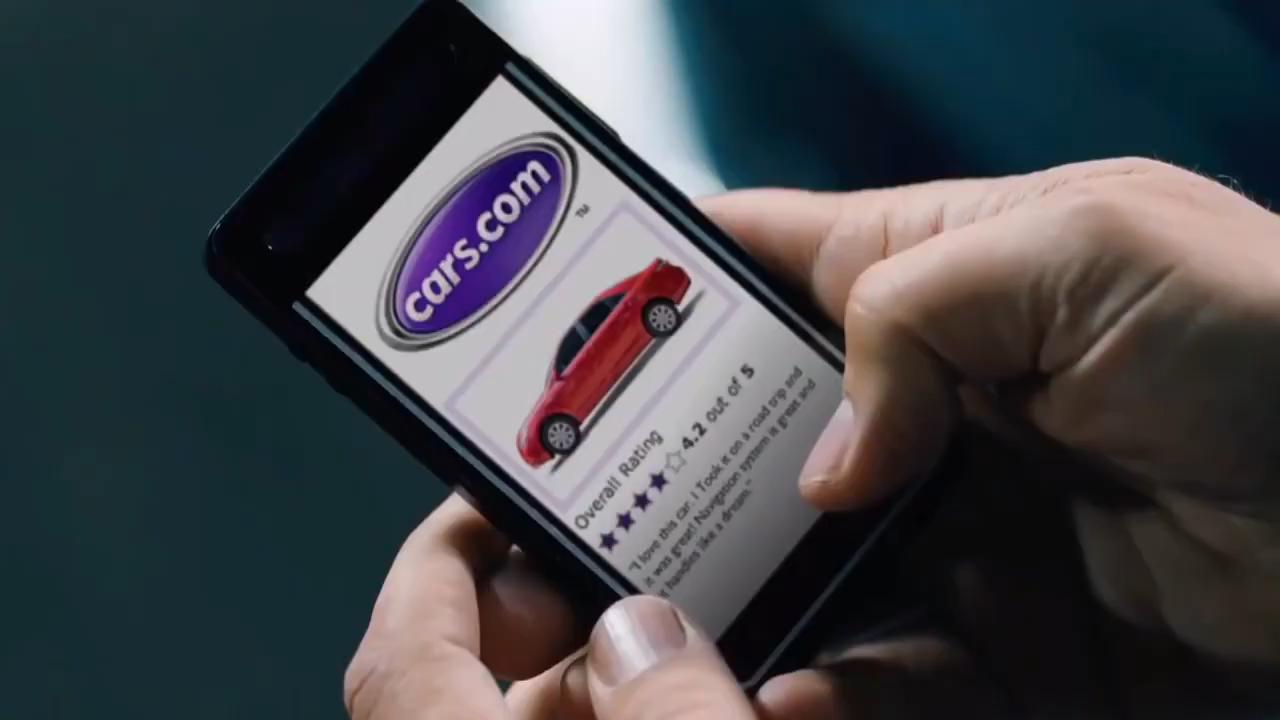 cars.com
TM
Overall Rating
4.2 out of 5
"I love this car. I Took it on a road trip and
it was great! Navigation system is great and
it handles like a dream."